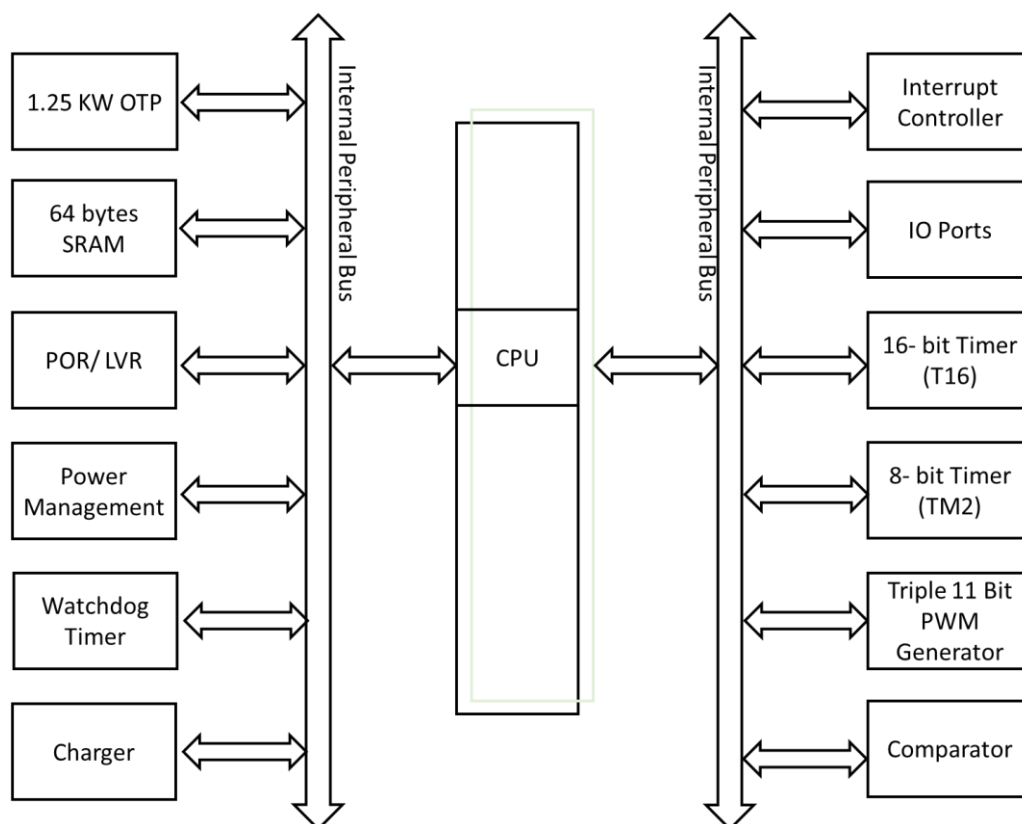 1.25 KW OTP
64 bytes
SRAM
POR/ LVR
Power
Management
Watchdog
Timer
Charger
Internal Peripheral Bus
CPU
Internal Peripheral Bus
Interrupt
Controller
IO Ports
16- bit Timer
(T16)
8- bit Timer
(TM2)
Triple 11 Bit
PWM
Generator
Comparator